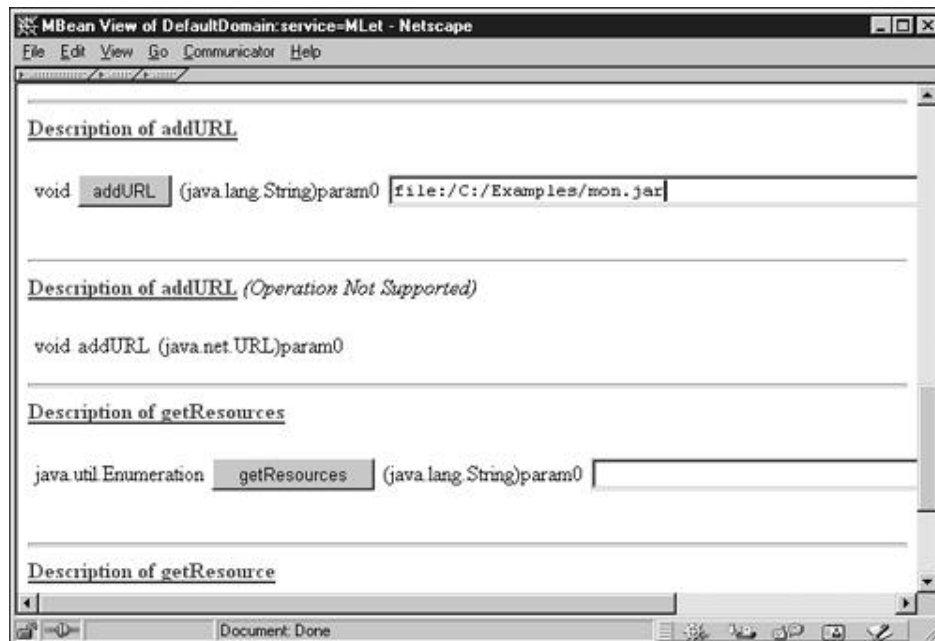 MBean View of DefaultDomain:service=MLet - Netscape
File Edit View Go Communicator Help
Description of addURL
void addURL (java.lang.String)param0 file:/C:/Examples/mon.jar
Description of addURL (Operation Not Supported)
void addURL (java.net.URL)param0
Description of getResources
java.util.Enumeration getResources (java.lang.String)param0
Description of getResource
Document: Done